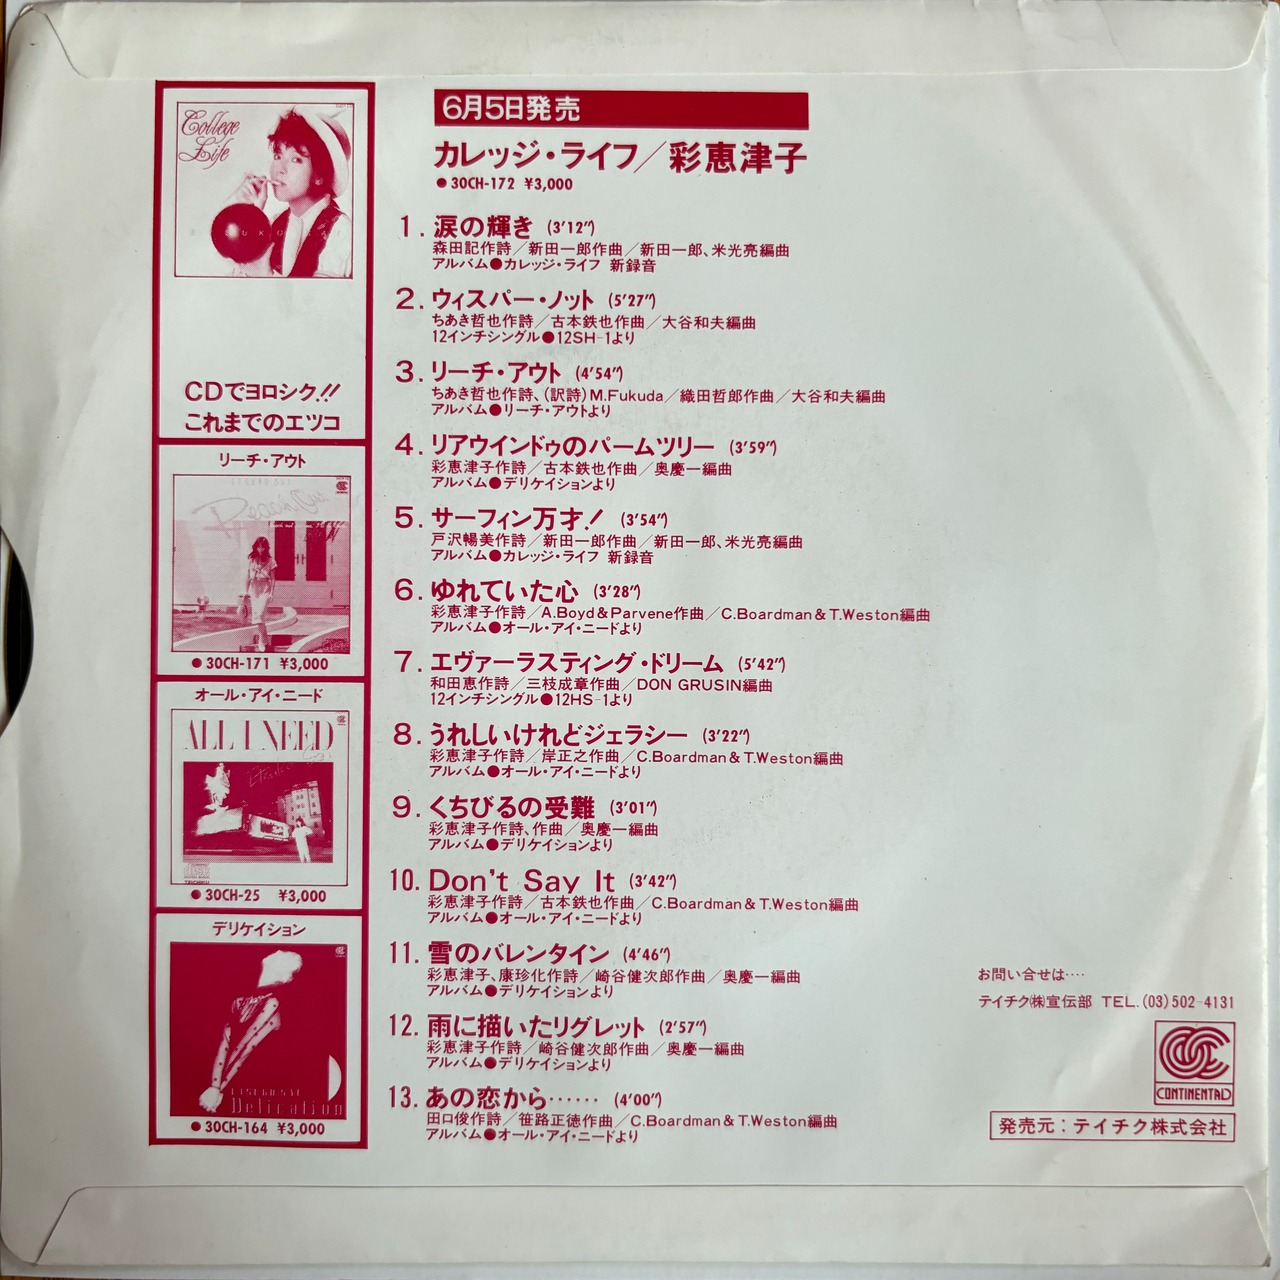 College
Life
CDでヨロシク.!!
これまでのエツコ
リーチ・アウト
Reach Out
●30CH-171 ¥3,000
オール・アイ・ニード
ALL I NEED
TEICHIKU
●30CH-25 ¥3,000
デリケイション
ETSUKO SAI
Delication
●30CH-164 ¥3,000
6月5日発売
カレッジ・ライフ／彩恵津子
●30CH-172 ¥3,000
1. 涙の輝き (3'12")
森田記作詩／新田一郎作曲／新田一郎、米光亮編曲
アルバム●カレッジ・ライフ 新録音
2. ウィスパー・ノット (5'27")
ちあき哲也作詩／古本鉄也作曲／大谷和夫編曲
12インチシングル●12SH-1より
3. リーチ・アウト (4'54")
ちあき哲也作詩、(訳詩)M.Fukuda／織田哲郎作曲／大谷和夫編曲
アルバム●リーチ・アウトより
4. リアウインドゥのパームツリー (3'59")
彩恵津子作詩／古本鉄也作曲／奥慶一編曲
アルバム●デリケイションより
5. サーフィン万才.! (3'54")
戸沢暢美作詩／新田一郎作曲／新田一郎、米光亮編曲
アルバム●カレッジ・ライフ 新録音
6. ゆれていた心 (3'28")
彩恵津子作詩／A.Boyd&Parvene作曲／C.Boardman&T.Weston編曲
アルバム●オール・アイ・ニードより
7. エヴァーラスティング・ドリーム (5'42")
和田恵作詩／三枝成章作曲／DON GRUSIN編曲
12インチシングル●12HS-1より
8. うれしいけれどジェラシー (3'22")
彩恵津子作詩／岸正之作曲／C.Boardman&T.Weston編曲
アルバム●オール・アイ・ニードより
9. くちびるの受難 (3'01")
彩恵津子作詩、作曲／奥慶一編曲
アルバム●デリケイションより
10. Don't Say It (3'42")
彩恵津子作詩／古本鉄也作曲／C.Boardman&T.Weston編曲
アルバム●オール・アイ・ニードより
11. 雪のバレンタイン (4'46")
彩恵津子、康珍化作詩／崎谷健次郎作曲／奥慶一編曲
アルバム●デリケイションより
12. 雨に描いたリグレット (2'57")
彩恵津子作詩／崎谷健次郎作曲／奥慶一編曲
アルバム●デリケイションより
13. あの恋から…… (4'00")
田口俊作詩／笹路正徳作曲／C.Boardman&T.Weston編曲
アルバム●オール・アイ・ニードより
お問い合せは‥‥
テイチク㈱宣伝部 TEL.(03)502-4131
CONTINENTAL
発売元：テイチク株式会社